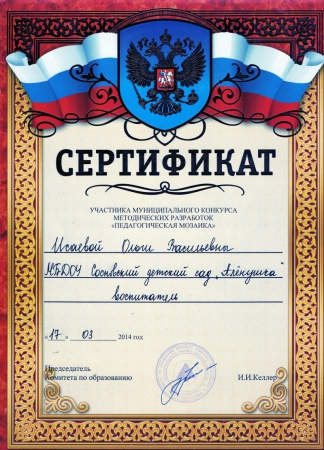 СЕРТИФИКАТ
УЧАСТНИКА МУНИЦИПАЛЬНОГО КОНКУРСА
МЕТОДИЧЕСКИХ РАЗРАБОТОК
«ПЕДАГОГИЧЕСКАЯ МОЗАИКА»
Исаевой Ольги Васильевны
МБДОУ Сосновский детский сад „Алёнушка"
воспитатель
«17» 03 2014 год
Председатель
Комитета по образованию И.И.Келлер